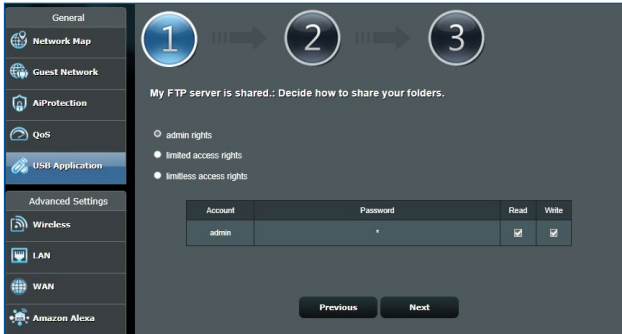 General
Network Map
Guest Network
AiProtection
QoS
USB Application
Advanced Settings
Wireless
LAN
WAN
Amazon Alexa
1
2
3
My FTP server is shared.: Decide how to share your folders.
admin rights
limited access rights
limitless access rights
Account Password Read Write
admin *
Previous Next